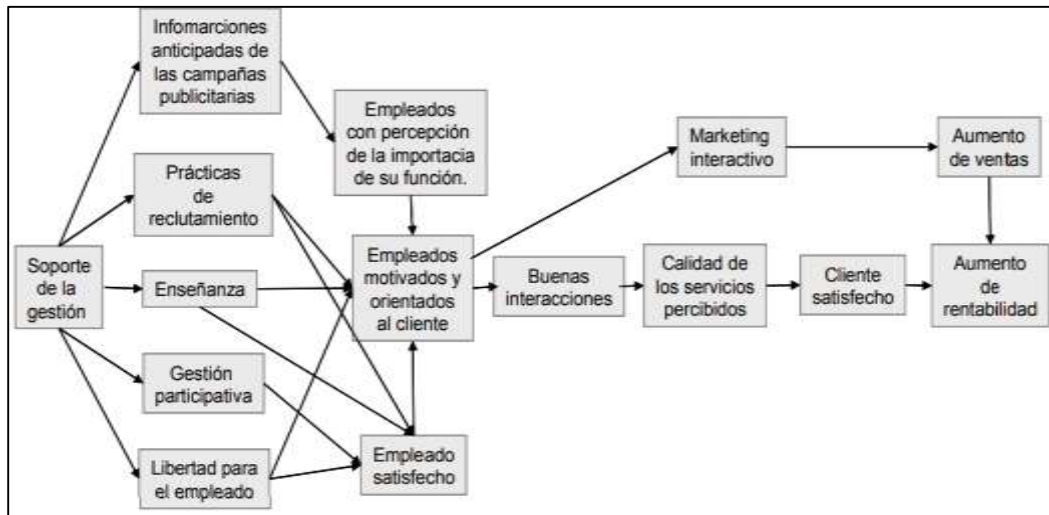 Infomarciones
anticipadas de
las campañas
publicitarias
Empleados
con percepción
de la importacia
de su función.
Marketing
interactivo
Aumento
de ventas
Prácticas
de
reclutamiento
Soporte
de la
gestión
Enseñanza
Empleados
motivados y
orientados
al cliente
Buenas
interacciones
Calidad de
los servicios
percibidos
Cliente
satisfecho
Aumento
de
rentabilidad
Gestión
participativa
Libertad para
el empleado
Empleado
satisfecho